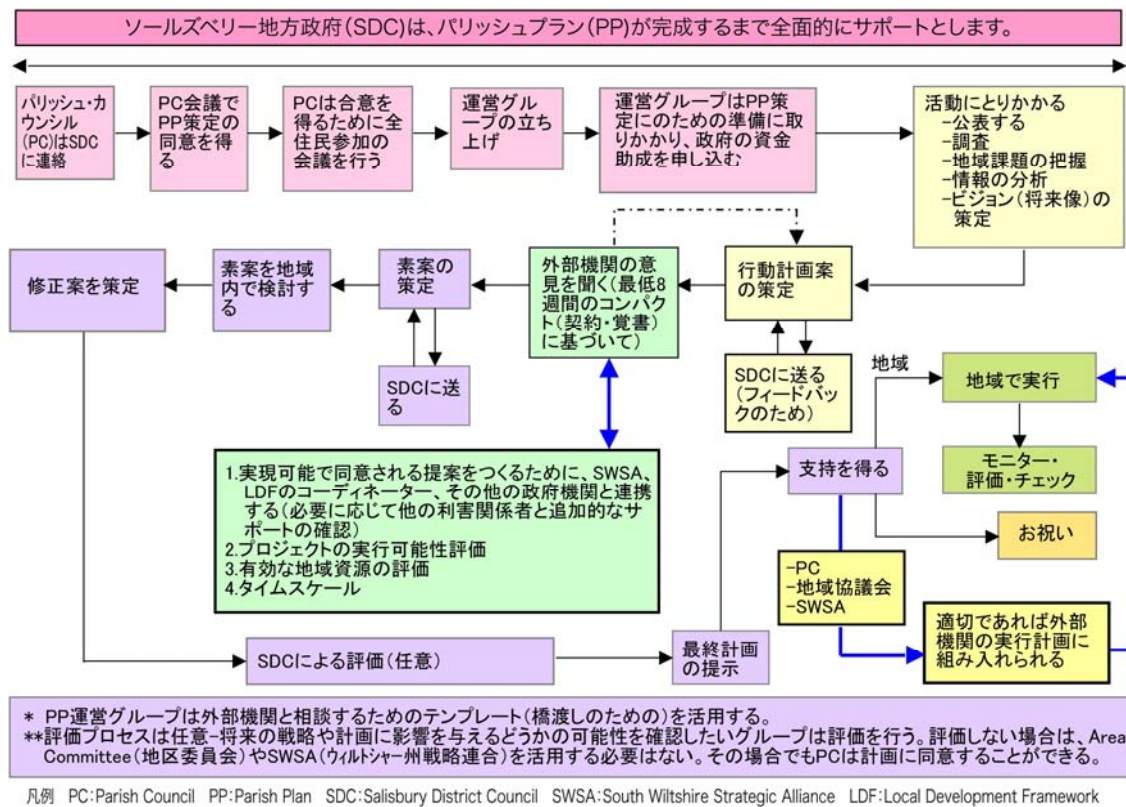 ソールズベリー地方政府(SDC)は、パリッシュプラン(PP)が完成するまで全面的にサポートとします。
パリッシュ・カ
ウンシル
(PC)はSDC
に連絡
PC会議で
PP策定の
同意を得
る
PCは合意を
得るために全
住民参加の
会議を行う
運営グル
ープの立ち
上げ
運営グループはPP策
定にのための準備に取
りかかり、政府の資金
助成を申し込む
活動にとりかかる
-公表する
-調査
-地域課題の把握
-情報の分析
-ビジョン(将来像)の
策定
行動計画案
の策定
SDCに送る
(フィードバ
ックのため)
外部機関の意
見を聞く(最低8
週間のコンパク
ト(契約・覚書)
に基づいて)
素案の
策定
SDCに送
る
素案を地域
内で検討す
る
修正案を策定
1.実現可能で同意される提案をつくるために、SWSA、
LDFのコーディネーター、その他の政府機関と連携
する(必要に応じて他の利害関係者と追加的なサ
ポートの確認)
2.プロジェクトの実行可能性評価
3.有効な地域資源の評価
4.タイムスケール
SDCによる評価(任意)
最終計画
の提示
支持を得る
地域
地域で実行
モニター・
評価・チェック
お祝い
-PC
-地域協議会
-SWSA
適切であれば外部
機関の実行計画に
組み入れられる
* PP運営グループは外部機関と相談するためのテンプレート(橋渡しのための)を活用する。
**評価プロセスは任意-将来の戦略や計画に影響を与えるどうかの可能性を確認したいグループは評価を行う。評価しない場合は、Area
Committee(地区委員会)やSWSA(ウィルトシャー州戦略連合)を活用する必要はない。その場合でもPCは計画に同意することができる。
凡例 PC:Parish Council PP:Parish Plan SDC:Salisbury District Council SWSA:South Wiltshire Strategic Alliance LDF:Local Development Framework